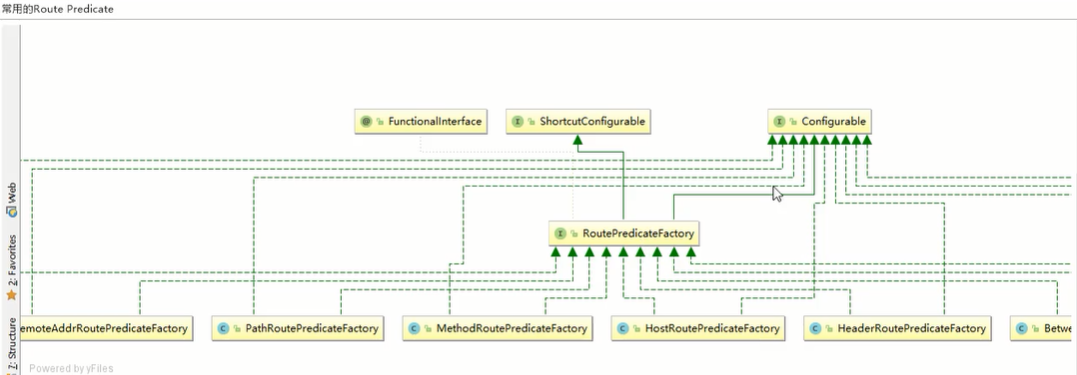 常用的Route Predicate
FunctionalInterface
ShortcutConfigurable
Configurable
RoutePredicateFactory
emoteAddrRoutePredicateFactory
PathRoutePredicateFactory
MethodRoutePredicateFactory
HostRoutePredicateFactory
HeaderRoutePredicateFactory
Betwe
Web
2: Favorites
7: Structure
Powered by yFiles